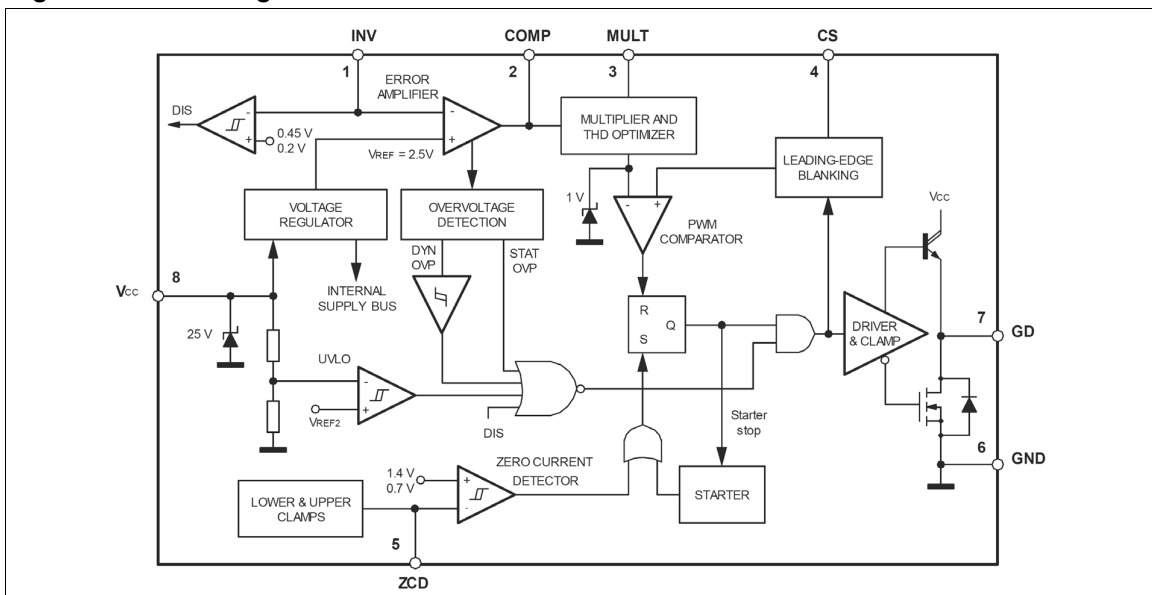 INV
COMP
MULT
CS
1
2
3
4
ERROR
AMPLIFIER
DIS
-
+
0.45 V
0.2 V
-
+
VREF = 2.5V
MULTIPLIER AND
THD OPTIMIZER
LEADING-EDGE
BLANKING
VOLTAGE
REGULATOR
OVERVOLTAGE
DETECTION
1 V
-
+
PWM
COMPARATOR
VCC
DYN
OVP
STAT
OVP
INTERNAL
SUPPLY BUS
VCC
8
25 V
R
S
Q
DRIVER
& CLAMP
7
GD
UVLO
-
+
VREF2
DIS
Starter
stop
6
GND
ZERO CURRENT
DETECTOR
1.4 V
0.7 V
+
-
LOWER & UPPER
CLAMPS
STARTER
5
ZCD